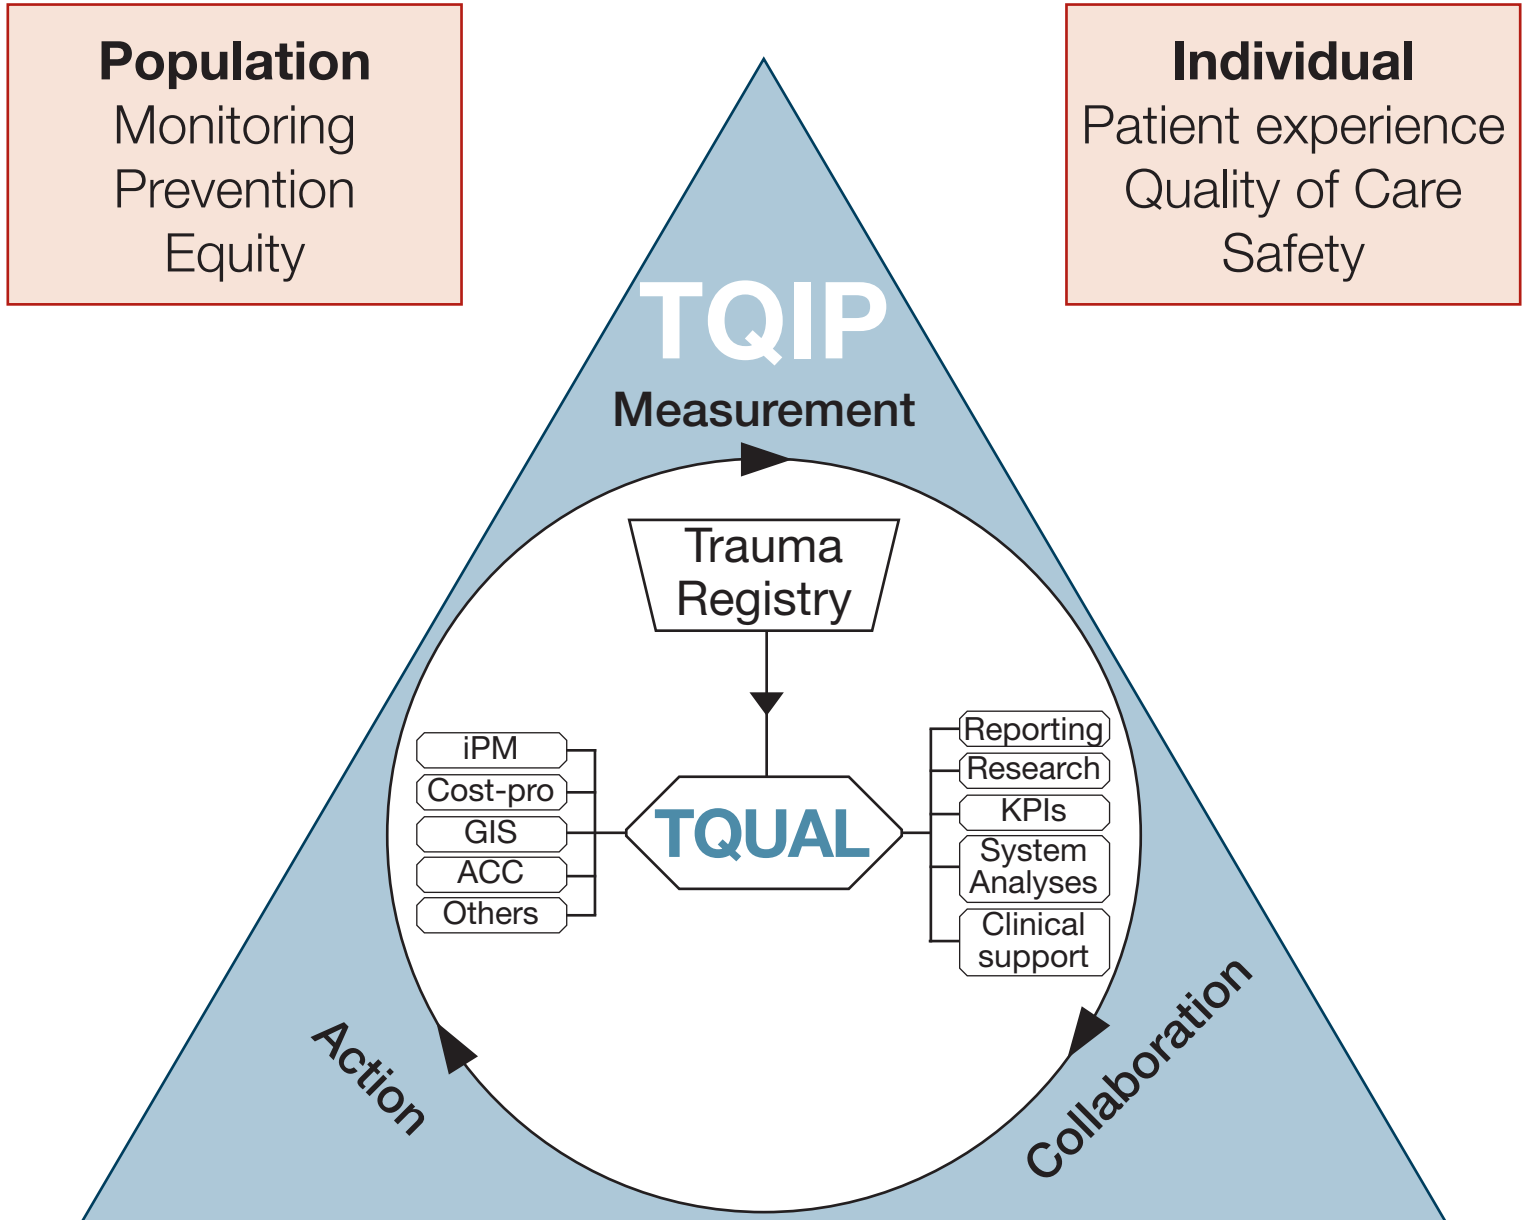 Population
Monitoring
Prevention
Equity
Individual
Patient experience
Quality of Care
Safety
TQIP
Measurement
Trauma
Registry
iPM
Cost-pro
GIS
ACC
Others
TQUAL
Reporting
Research
KPIs
System
Analyses
Clinical
support
Action
Collaboration